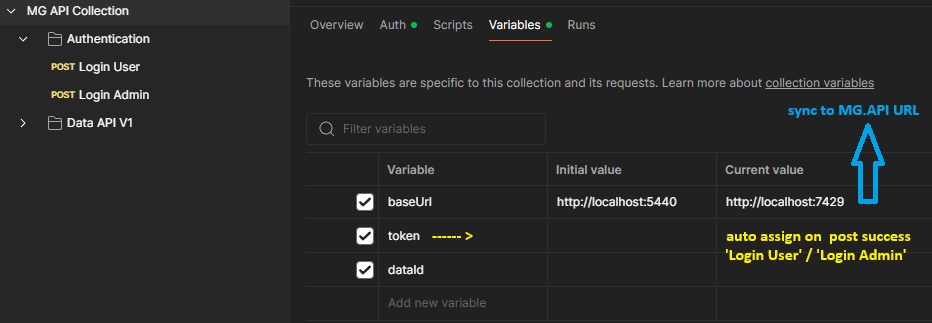 MG API Collection
Authentication
POST Login User
POST Login Admin
Data API V1
Overview Auth Scripts Variables Runs
These variables are specific to this collection and its requests. Learn more about collection variables
sync to MG.API URL
Filter variables
Variable Initial value Current value
baseUrl http://localhost:5440 http://localhost:7429
token ------ > auto assign on post success
'Login User' / 'Login Admin'
dataId
Add new variable